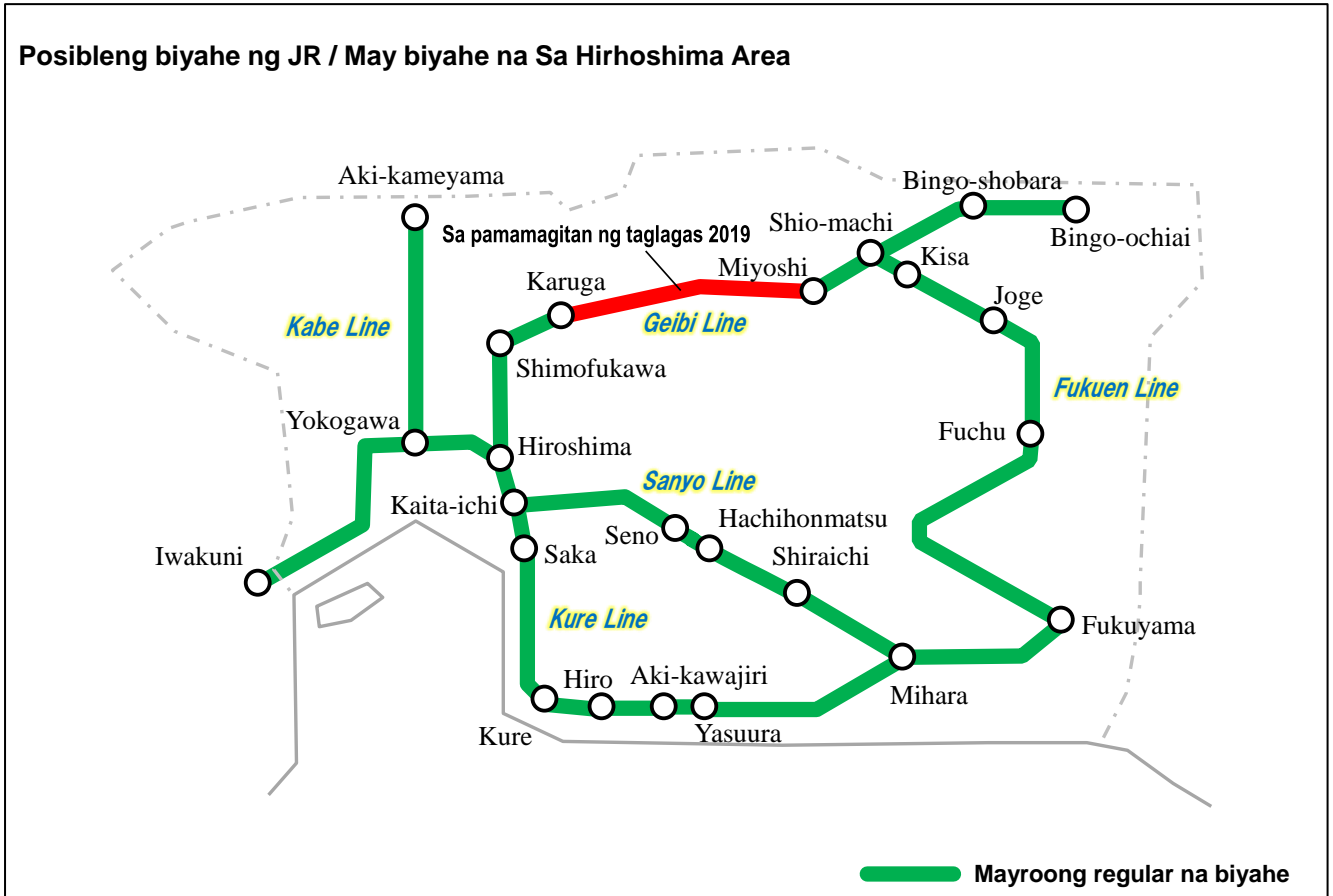 Posibleng biyahe ng JR / May biyahe na Sa Hirhoshima Area
Aki-kameyama
Bingo-shobara
Shio-machi
Bingo-ochiai
Sa pamamagitan ng taglagas 2019
Kisa
Miyoshi
Karuga
Joge
Kabe Line
Geibi Line
Shimofukawa
Fukuen Line
Yokogawa
Hiroshima
Fuchu
Sanyo Line
Kaita-ichi
Hachihonmatsu
Seno
Iwakuni
Saka
Shiraichi
Kure Line
Fukuyama
Hiro
Aki-kawajiri
Mihara
Kure
Yasuura
Mayroong regular na biyahe